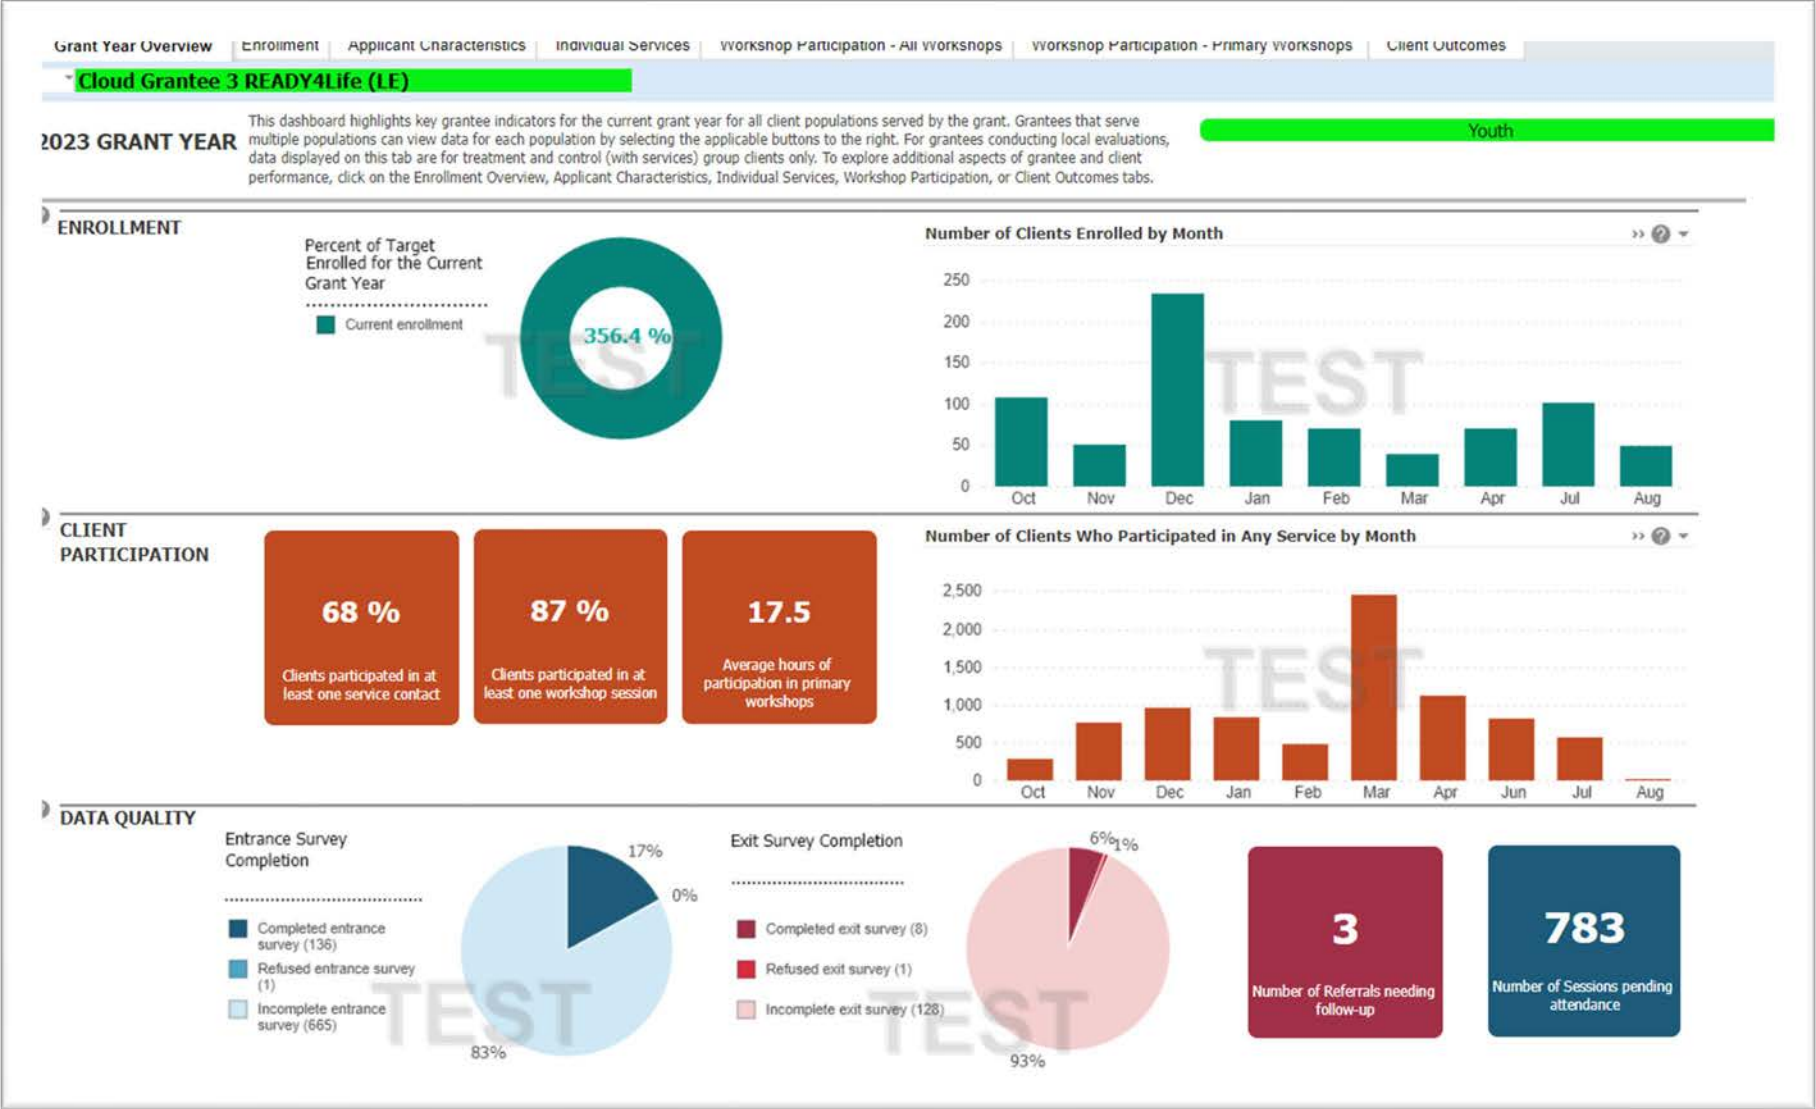 Grant Year Overview Enrollment Applicant Characteristics Individual Services Workshop Participation - All Workshops Workshop Participation - Primary Workshops Client Outcomes
Cloud Grantee 3 READY4Life (LE)
2023 GRANT YEAR
This dashboard highlights key grantee indicators for the current grant year for all client populations served by the grant. Grantees that serve
multiple populations can view data for each population by selecting the applicable buttons to the right. For grantees conducting local evaluations,
data displayed on this tab are for treatment and control (with services) group clients only. To explore additional aspects of grantee and client
performance, click on the Enrollment Overview, Applicant Characteristics, Individual Services, Workshop Participation, or Client Outcomes tabs.
Youth
ENROLLMENT
Percent of Target
Enrolled for the Current
Grant Year
Current enrollment
356.4 %
TEST
Number of Clients Enrolled by Month
250
200
150
100
50
0
Oct Nov Dec Jan Feb Mar Apr Jul Aug
TEST
CLIENT
PARTICIPATION
68 %
Clients participated in at
least one service contact
87 %
Clients participated in at
least one workshop session
17.5
Average hours of
participation in primary
workshops
Number of Clients Who Participated in Any Service by Month
2,500
2,000
1,500
1,000
500
0
Oct Nov Dec Jan Feb Mar Apr Jun Jul Aug
TEST
DATA QUALITY
Entrance Survey
Completion
Completed entrance
survey (136)
Refused entrance survey
(1)
Incomplete entrance
survey (665)
17%
0%
83%
TEST
Exit Survey Completion
Completed exit survey (8)
Refused exit survey (1)
Incomplete exit survey (128)
6%
1%
93%
TEST
3
Number of Referrals needing
follow-up
783
Number of Sessions pending
attendance